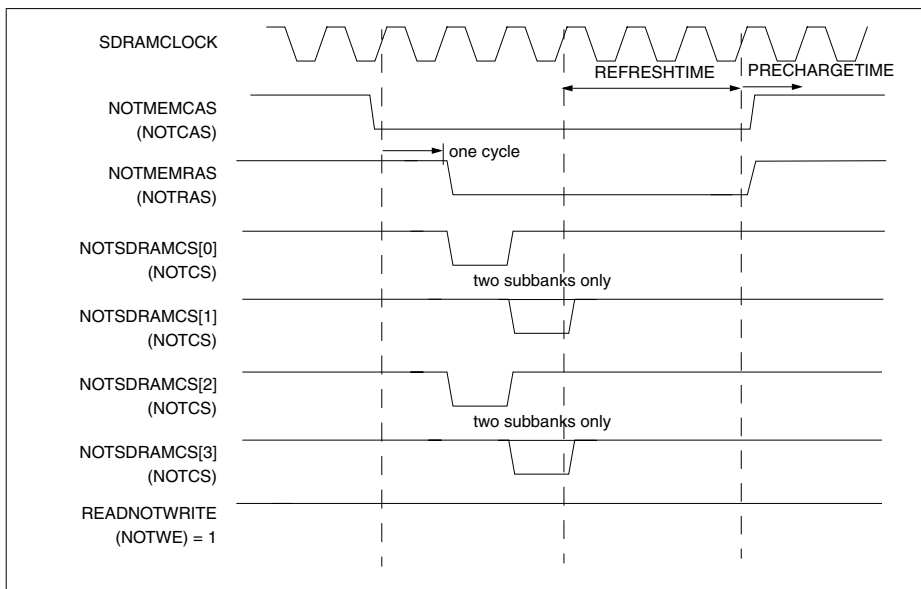 SDRAMCLOCK
REFRESHTIME
PRECHARGETIME
NOTMEMCAS
(NOTCAS)
one cycle
NOTMEMRAS
(NOTRAS)
NOTSDRAMCS[0]
(NOTCS)
two subbanks only
NOTSDRAMCS[1]
(NOTCS)
NOTSDRAMCS[2]
(NOTCS)
two subbanks only
NOTSDRAMCS[3]
(NOTCS)
READNOTWRITE
(NOTWE) = 1